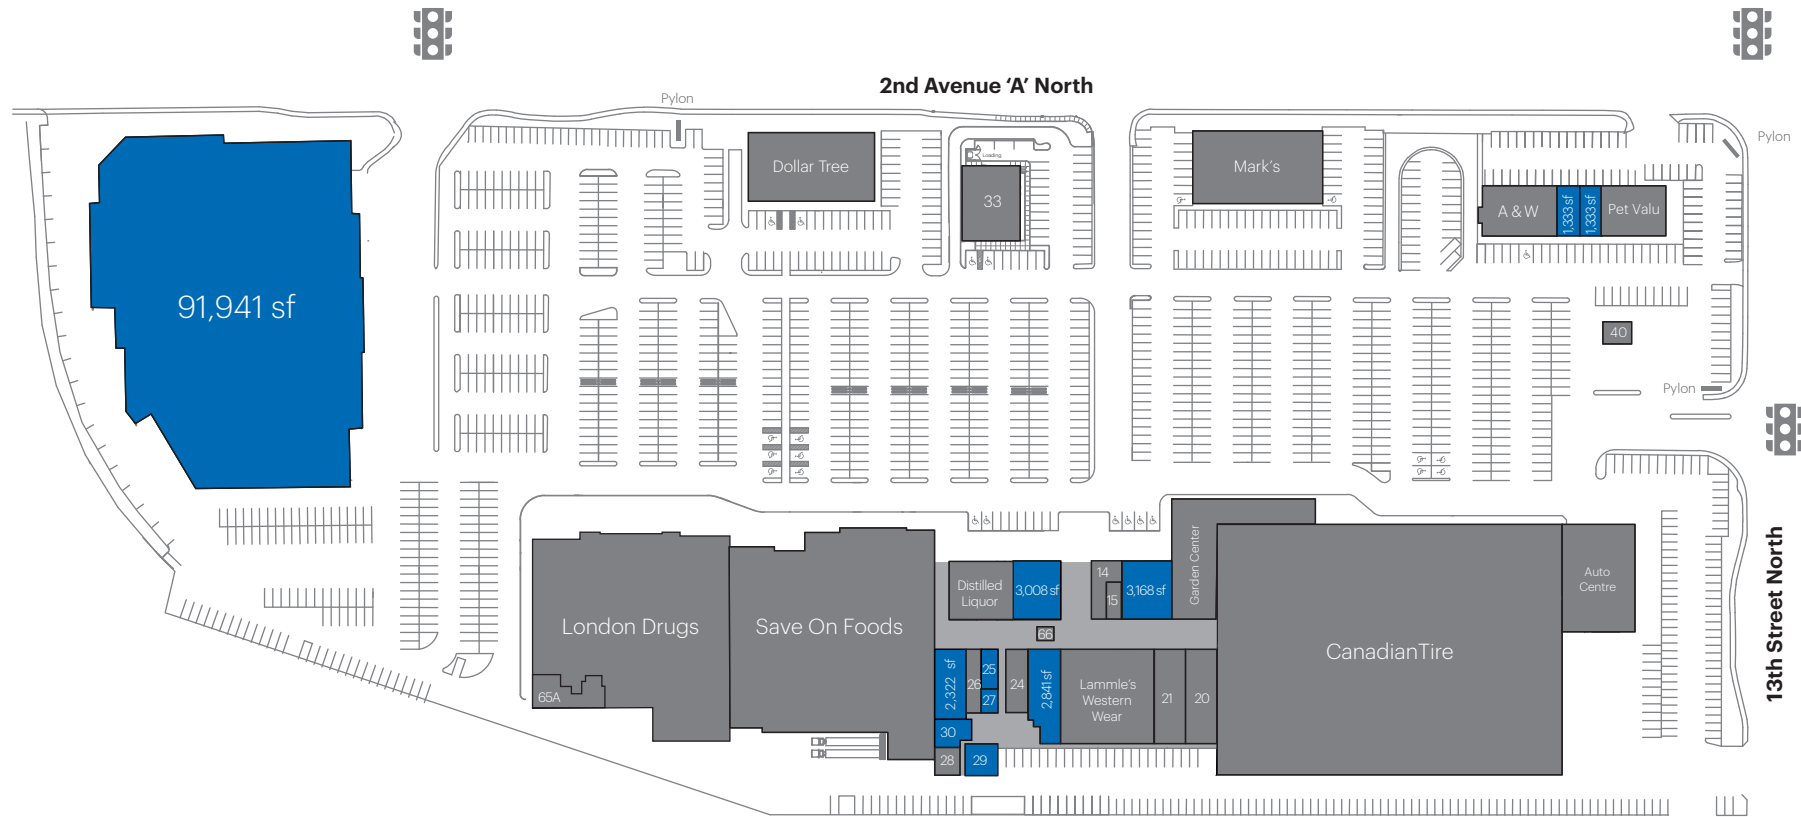 2nd Avenue ‘A’ North
Pylon
Pylon
Loading
Dollar Tree
33
Mark's
A & W
1,333 sf
1,333 sf
Pet Valu
91,941 sf
40
Pylon
13th Street North
Garden Center
Auto
Centre
Distilled
Liquor
3,008 sf
14
15
3,168 sf
London Drugs
Save On Foods
66
CanadianTire
65A
2,322 sf
26
25
27
24
2,841 sf
Lammle's
Western
Wear
21
20
30
28
29